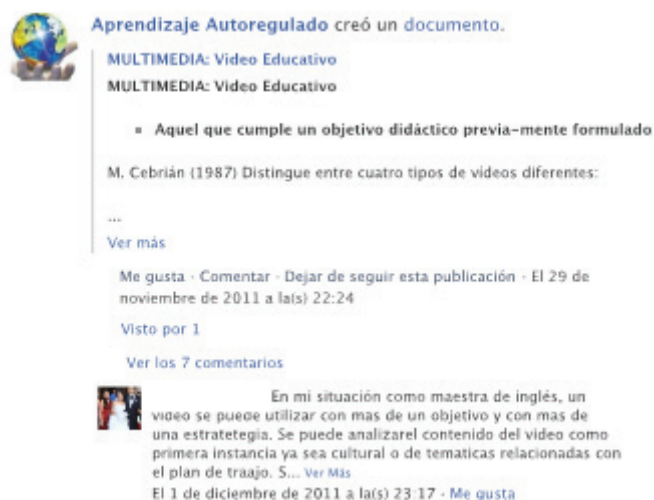 Aprendizaje Autoregulado creó un documento.
MULTIMEDIA: Video Educativo
MULTIMEDIA: Video Educativo
▪ Aquel que cumple un objetivo didáctico previa-mente formulado
M. Cebrián (1987) Distingue entre cuatro tipos de vídeos diferentes:
...
Ver más
Me gusta · Comentar · Dejar de seguir esta publicación · El 29 de
noviembre de 2011 a la(s) 22:24
Visto por 1
Ver los 7 comentarios
En mi situación como maestra de inglés, un
video se puede utilizar con mas de un objetivo y con mas de
una estratetegia. Se puede analizarel contenido del video como
primera instancia ya sea cultural o de tematicas relacionadas con
el plan de traajo. S... Ver Más
El 1 de diciembre de 2011 a la(s) 23:17 · Me gusta